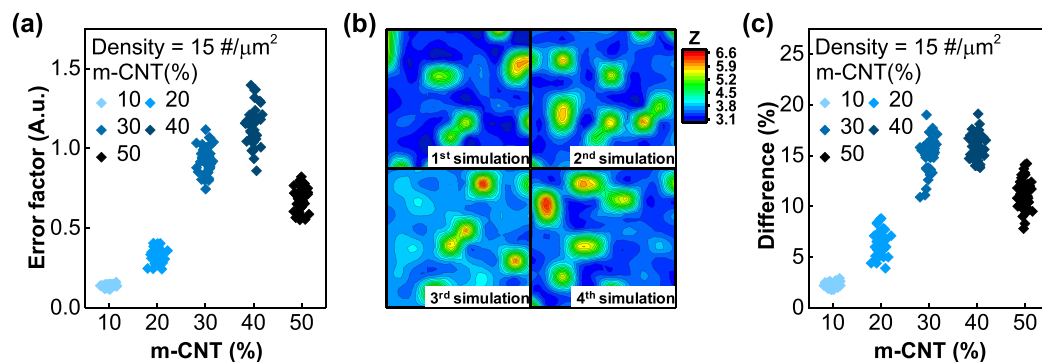 (a)
Density = 15 #/μm²
m-CNT(%)
10 20
30 40
50
Error factor (A.u.)
1.5
1.0
0.5
0.0
10 20 30 40 50
m-CNT (%)
(b)
1st simulation
2nd simulation
3rd simulation
4th simulation
Z
6.6
5.9
5.2
4.5
3.8
3.1
(c)
Density = 15 #/μm²
m-CNT(%)
10 20
30 40
50
Difference (%)
25
20
15
10
5
0
10 20 30 40 50
m-CNT (%)